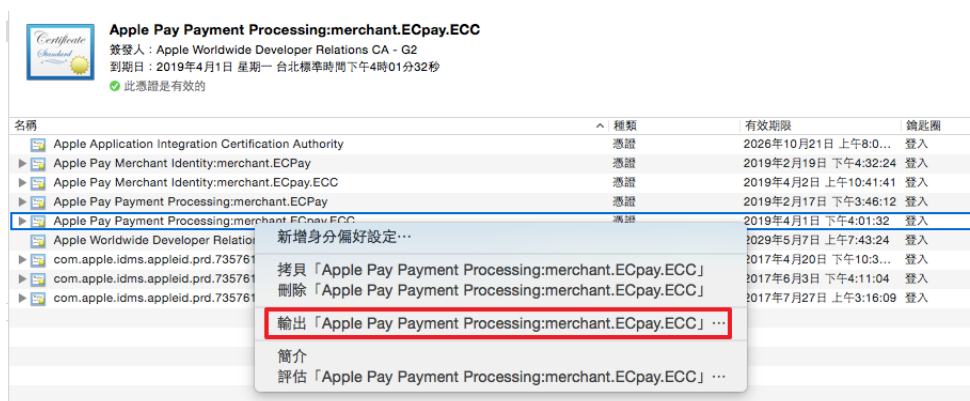 Certificate
Standard
Apple Pay Payment Processing:merchant.ECpay.ECC
簽發人：Apple Worldwide Developer Relations CA - G2
到期日：2019年4月1日 星期一 台北標準時間下午4時01分32秒
此憑證是有效的
名稱 種類 有效期限 鑰匙圈
Apple Application Integration Certification Authority 憑證 2026年10月21日 上午8:0... 登入
Apple Pay Merchant Identity:merchant.ECPay 憑證 2019年2月19日 下午4:32:24 登入
Apple Pay Merchant Identity:merchant.ECpay.ECC 憑證 2019年4月2日 上午10:41:41 登入
Apple Pay Payment Processing:merchant.ECPay 憑證 2019年2月17日 下午3:46:12 登入
Apple Pay Payment Processing:merchant.ECpay.ECC 憑證 2019年4月1日 下午4:01:32 登入
Apple Worldwide Developer Relatio 2029年5月7日 上午7:43:24 登入
com.apple.idms.appleid.prd.735761 2017年4月20日 下午10:3... 登入
com.apple.idms.appleid.prd.735761 2017年6月3日 下午4:11:04 登入
com.apple.idms.appleid.prd.735761 2017年7月27日 上午3:16:09 登入
新增身分偏好設定⋯
拷貝「Apple Pay Payment Processing:merchant.ECpay.ECC」
刪除「Apple Pay Payment Processing:merchant.ECpay.ECC」
輸出「Apple Pay Payment Processing:merchant.ECpay.ECC」⋯
簡介
評估「Apple Pay Payment Processing:merchant.ECpay.ECC」⋯